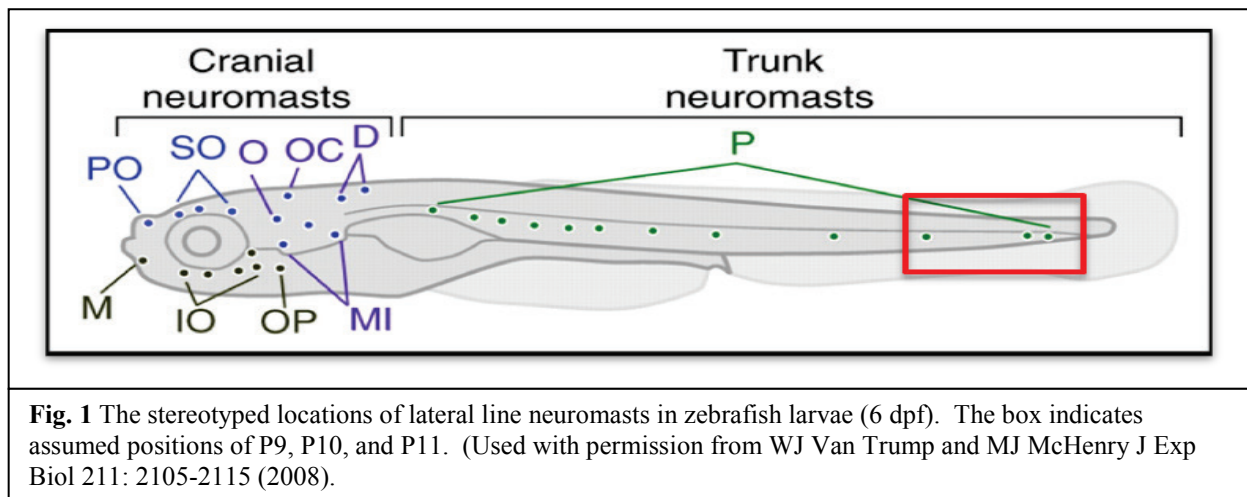 Cranial
neuromasts
Trunk
neuromasts
PO SO O OC D P
M IO OP MI
Fig. 1 The stereotyped locations of lateral line neuromasts in zebrafish larvae (6 dpf).  The box indicates
assumed positions of P9, P10, and P11.  (Used with permission from WJ Van Trump and MJ McHenry J Exp
Biol 211: 2105-2115 (2008).